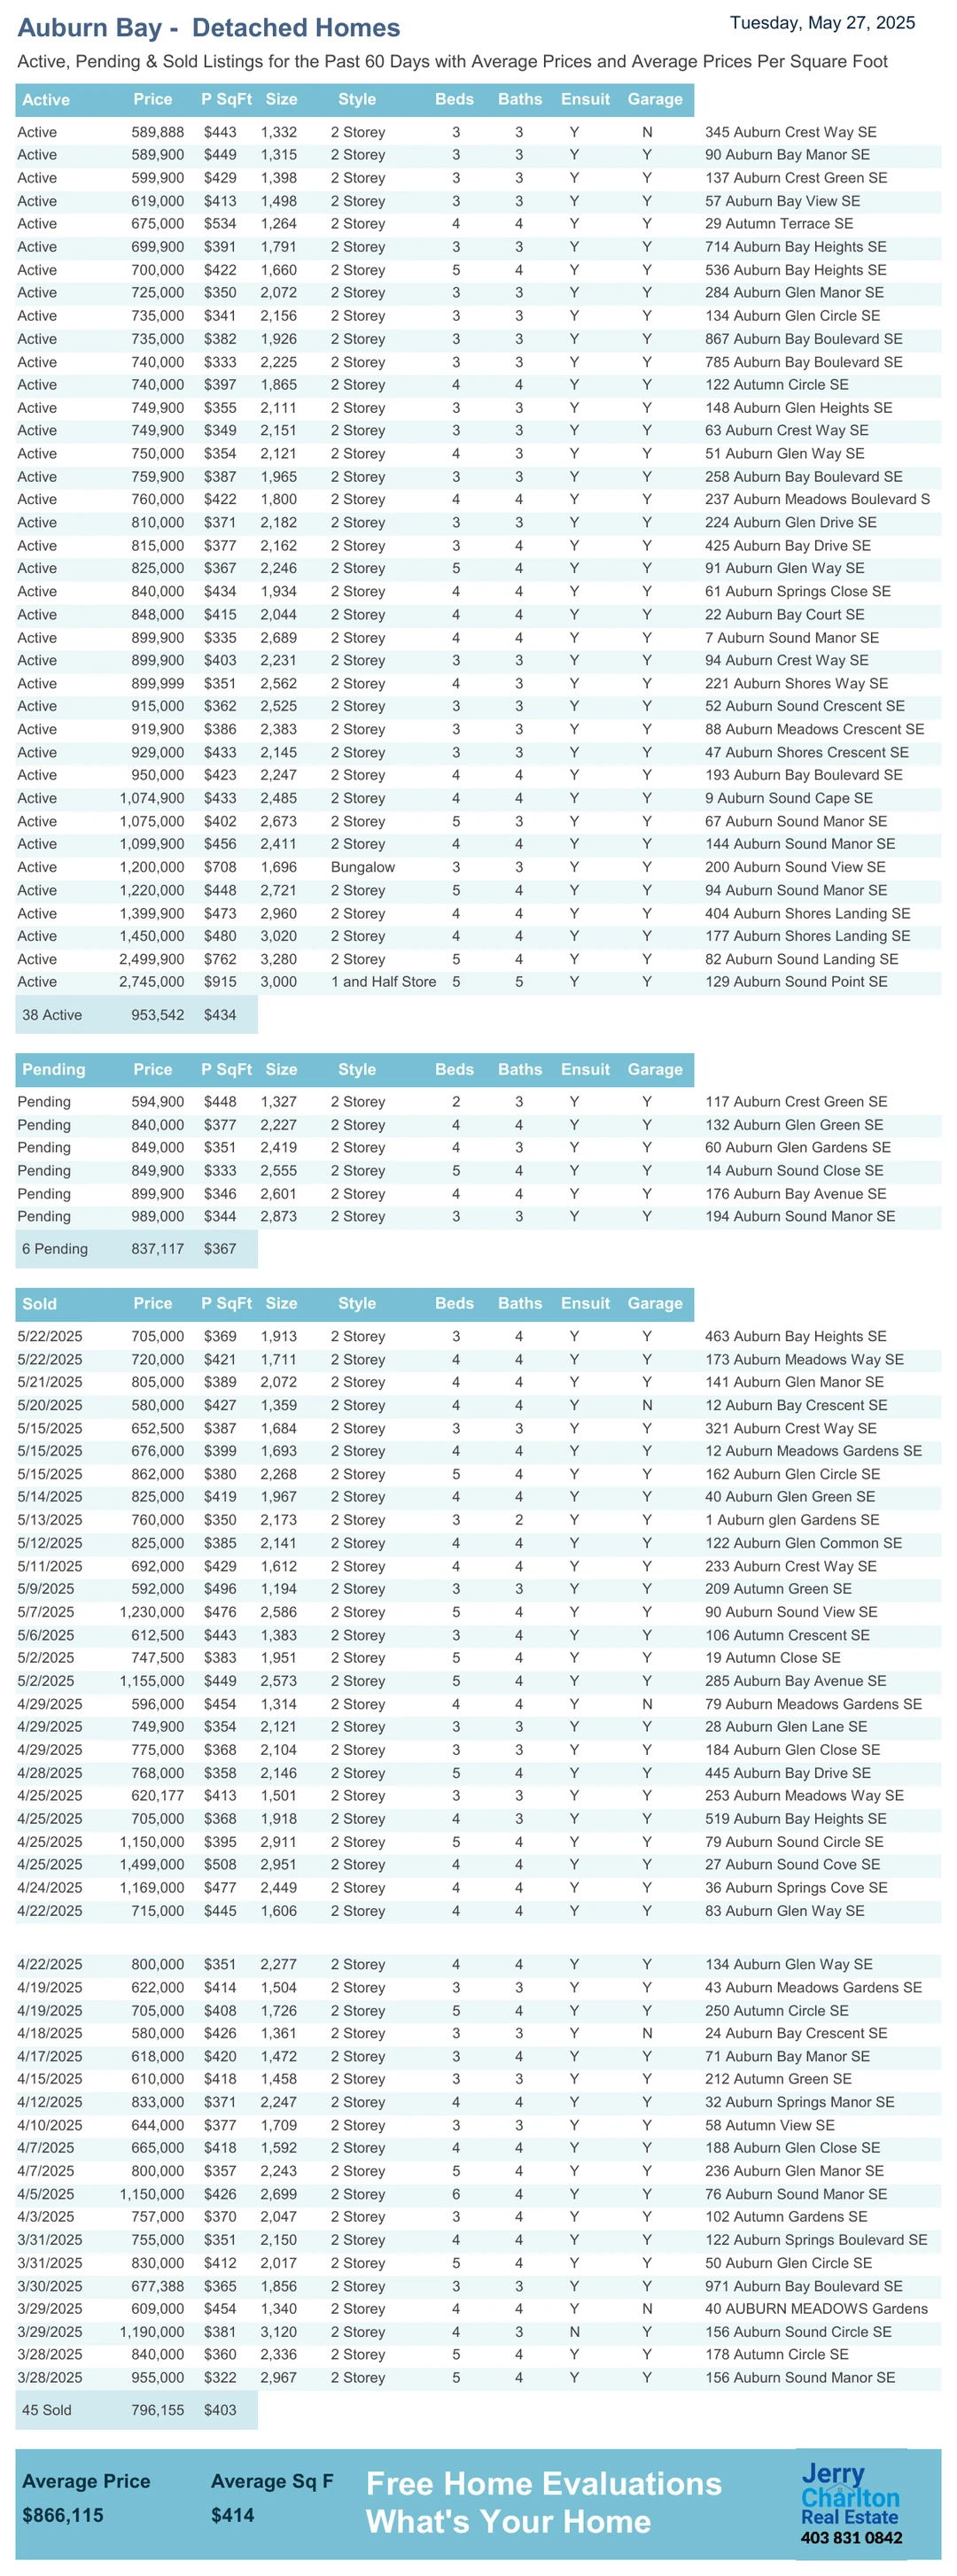 Auburn Bay - Detached Homes
Tuesday, May 27, 2025
Active, Pending & Sold Listings for the Past 60 Days with Average Prices and Average Prices Per Square Foot
Active Price P SqFt Size Style Beds Baths Ensuit Garage
Active 589,888 $443 1,332 2 Storey 3 3 Y N 345 Auburn Crest Way SE
Active 589,900 $449 1,315 2 Storey 3 3 Y Y 90 Auburn Bay Manor SE
Active 599,900 $429 1,398 2 Storey 3 3 Y Y 137 Auburn Crest Green SE
Active 619,000 $413 1,498 2 Storey 3 3 Y Y 57 Auburn Bay View SE
Active 675,000 $534 1,264 2 Storey 4 4 Y Y 29 Autumn Terrace SE
Active 699,900 $391 1,791 2 Storey 3 3 Y Y 714 Auburn Bay Heights SE
Active 700,000 $422 1,660 2 Storey 5 4 Y Y 536 Auburn Bay Heights SE
Active 725,000 $350 2,072 2 Storey 3 3 Y Y 284 Auburn Glen Manor SE
Active 735,000 $341 2,156 2 Storey 3 3 Y Y 134 Auburn Glen Circle SE
Active 735,000 $382 1,926 2 Storey 3 3 Y Y 867 Auburn Bay Boulevard SE
Active 740,000 $333 2,225 2 Storey 3 3 Y Y 785 Auburn Bay Boulevard SE
Active 740,000 $397 1,865 2 Storey 4 4 Y Y 122 Autumn Circle SE
Active 749,900 $355 2,111 2 Storey 3 3 Y Y 148 Auburn Glen Heights SE
Active 749,900 $349 2,151 2 Storey 3 3 Y Y 63 Auburn Crest Way SE
Active 750,000 $354 2,121 2 Storey 4 3 Y Y 51 Auburn Glen Way SE
Active 759,900 $387 1,965 2 Storey 3 3 Y Y 258 Auburn Bay Boulevard SE
Active 760,000 $422 1,800 2 Storey 4 4 Y Y 237 Auburn Meadows Boulevard S
Active 810,000 $371 2,182 2 Storey 3 3 Y Y 224 Auburn Glen Drive SE
Active 815,000 $377 2,162 2 Storey 3 4 Y Y 425 Auburn Bay Drive SE
Active 825,000 $367 2,246 2 Storey 5 4 Y Y 91 Auburn Glen Way SE
Active 840,000 $434 1,934 2 Storey 4 4 Y Y 61 Auburn Springs Close SE
Active 848,000 $415 2,044 2 Storey 4 4 Y Y 22 Auburn Bay Court SE
Active 899,900 $335 2,689 2 Storey 4 4 Y Y 7 Auburn Sound Manor SE
Active 899,900 $403 2,231 2 Storey 3 3 Y Y 94 Auburn Crest Way SE
Active 899,999 $351 2,562 2 Storey 4 3 Y Y 221 Auburn Shores Way SE
Active 915,000 $362 2,525 2 Storey 3 3 Y Y 52 Auburn Sound Crescent SE
Active 919,900 $386 2,383 2 Storey 3 3 Y Y 88 Auburn Meadows Crescent SE
Active 929,000 $433 2,145 2 Storey 3 3 Y Y 47 Auburn Shores Crescent SE
Active 950,000 $423 2,247 2 Storey 4 4 Y Y 193 Auburn Bay Boulevard SE
Active 1,074,900 $433 2,485 2 Storey 4 4 Y Y 9 Auburn Sound Cape SE
Active 1,075,000 $402 2,673 2 Storey 5 3 Y Y 67 Auburn Sound Manor SE
Active 1,099,900 $456 2,411 2 Storey 4 4 Y Y 144 Auburn Sound Manor SE
Active 1,200,000 $708 1,696 Bungalow 3 3 Y Y 200 Auburn Sound View SE
Active 1,220,000 $448 2,721 2 Storey 5 4 Y Y 94 Auburn Sound Manor SE
Active 1,399,900 $473 2,960 2 Storey 4 4 Y Y 404 Auburn Shores Landing SE
Active 1,450,000 $480 3,020 2 Storey 4 4 Y Y 177 Auburn Shores Landing SE
Active 2,499,900 $762 3,280 2 Storey 5 4 Y Y 82 Auburn Sound Landing SE
Active 2,745,000 $915 3,000 1 and Half Store 5 5 Y Y 129 Auburn Sound Point SE
38 Active 953,542 $434
Pending Price P SqFt Size Style Beds Baths Ensuit Garage
Pending 594,900 $448 1,327 2 Storey 2 3 Y Y 117 Auburn Crest Green SE
Pending 840,000 $377 2,227 2 Storey 4 4 Y Y 132 Auburn Glen Green SE
Pending 849,000 $351 2,419 2 Storey 4 3 Y Y 60 Auburn Glen Gardens SE
Pending 849,900 $333 2,555 2 Storey 5 4 Y Y 14 Auburn Sound Close SE
Pending 899,900 $346 2,601 2 Storey 4 4 Y Y 176 Auburn Bay Avenue SE
Pending 989,000 $344 2,873 2 Storey 3 3 Y Y 194 Auburn Sound Manor SE
6 Pending 837,117 $367
Sold Price P SqFt Size Style Beds Baths Ensuit Garage
5/22/2025 705,000 $369 1,913 2 Storey 3 4 Y Y 463 Auburn Bay Heights SE
5/22/2025 720,000 $421 1,711 2 Storey 4 4 Y Y 173 Auburn Meadows Way SE
5/21/2025 805,000 $389 2,072 2 Storey 4 4 Y Y 141 Auburn Glen Manor SE
5/20/2025 580,000 $427 1,359 2 Storey 4 4 Y N 12 Auburn Bay Crescent SE
5/15/2025 652,500 $387 1,684 2 Storey 3 3 Y Y 321 Auburn Crest Way SE
5/15/2025 676,000 $399 1,693 2 Storey 4 4 Y Y 12 Auburn Meadows Gardens SE
5/15/2025 862,000 $380 2,268 2 Storey 5 4 Y Y 162 Auburn Glen Circle SE
5/14/2025 825,000 $419 1,967 2 Storey 4 4 Y Y 40 Auburn Glen Green SE
5/13/2025 760,000 $350 2,173 2 Storey 3 2 Y Y 1 Auburn glen Gardens SE
5/12/2025 825,000 $385 2,141 2 Storey 4 4 Y Y 122 Auburn Glen Common SE
5/11/2025 692,000 $429 1,612 2 Storey 4 4 Y Y 233 Auburn Crest Way SE
5/9/2025 592,000 $496 1,194 2 Storey 3 3 Y Y 209 Autumn Green SE
5/7/2025 1,230,000 $476 2,586 2 Storey 5 4 Y Y 90 Auburn Sound View SE
5/6/2025 612,500 $443 1,383 2 Storey 3 4 Y Y 106 Autumn Crescent SE
5/2/2025 747,500 $383 1,951 2 Storey 5 4 Y Y 19 Autumn Close SE
5/2/2025 1,155,000 $449 2,573 2 Storey 5 4 Y Y 285 Auburn Bay Avenue SE
4/29/2025 596,000 $454 1,314 2 Storey 4 4 Y N 79 Auburn Meadows Gardens SE
4/29/2025 749,900 $354 2,121 2 Storey 3 3 Y Y 28 Auburn Glen Lane SE
4/29/2025 775,000 $368 2,104 2 Storey 3 3 Y Y 184 Auburn Glen Close SE
4/28/2025 768,000 $358 2,146 2 Storey 5 4 Y Y 445 Auburn Bay Drive SE
4/25/2025 620,177 $413 1,501 2 Storey 3 3 Y Y 253 Auburn Meadows Way SE
4/25/2025 705,000 $368 1,918 2 Storey 4 3 Y Y 519 Auburn Bay Heights SE
4/25/2025 1,150,000 $395 2,911 2 Storey 5 4 Y Y 79 Auburn Sound Circle SE
4/25/2025 1,499,000 $508 2,951 2 Storey 4 4 Y Y 27 Auburn Sound Cove SE
4/24/2025 1,169,000 $477 2,449 2 Storey 4 4 Y Y 36 Auburn Springs Cove SE
4/22/2025 715,000 $445 1,606 2 Storey 4 4 Y Y 83 Auburn Glen Way SE
4/22/2025 800,000 $351 2,277 2 Storey 4 4 Y Y 134 Auburn Glen Way SE
4/19/2025 622,000 $414 1,504 2 Storey 3 3 Y Y 43 Auburn Meadows Gardens SE
4/19/2025 705,000 $408 1,726 2 Storey 5 4 Y Y 250 Autumn Circle SE
4/18/2025 580,000 $426 1,361 2 Storey 3 3 Y N 24 Auburn Bay Crescent SE
4/17/2025 618,000 $420 1,472 2 Storey 3 4 Y Y 71 Auburn Bay Manor SE
4/15/2025 610,000 $418 1,458 2 Storey 3 3 Y Y 212 Autumn Green SE
4/12/2025 833,000 $371 2,247 2 Storey 4 4 Y Y 32 Auburn Springs Manor SE
4/10/2025 644,000 $377 1,709 2 Storey 3 3 Y Y 58 Autumn View SE
4/7/2025 665,000 $418 1,592 2 Storey 4 4 Y Y 188 Auburn Glen Close SE
4/7/2025 800,000 $357 2,243 2 Storey 5 4 Y Y 236 Auburn Glen Manor SE
4/5/2025 1,150,000 $426 2,699 2 Storey 6 4 Y Y 76 Auburn Sound Manor SE
4/3/2025 757,000 $370 2,047 2 Storey 3 4 Y Y 102 Autumn Gardens SE
3/31/2025 755,000 $351 2,150 2 Storey 4 4 Y Y 122 Auburn Springs Boulevard SE
3/31/2025 830,000 $412 2,017 2 Storey 5 4 Y Y 50 Auburn Glen Circle SE
3/30/2025 677,388 $365 1,856 2 Storey 3 3 Y Y 971 Auburn Bay Boulevard SE
3/29/2025 609,000 $454 1,340 2 Storey 4 4 Y N 40 AUBURN MEADOWS Gardens
3/29/2025 1,190,000 $381 3,120 2 Storey 4 3 N Y 156 Auburn Sound Circle SE
3/28/2025 840,000 $360 2,336 2 Storey 5 4 Y Y 178 Autumn Circle SE
3/28/2025 955,000 $322 2,967 2 Storey 5 4 Y Y 156 Auburn Sound Manor SE
45 Sold 796,155 $403
Average Price Average Sq F
$866,115 $414
Free Home Evaluations
What's Your Home
Jerry
Charlton
Real Estate
403 831 0842